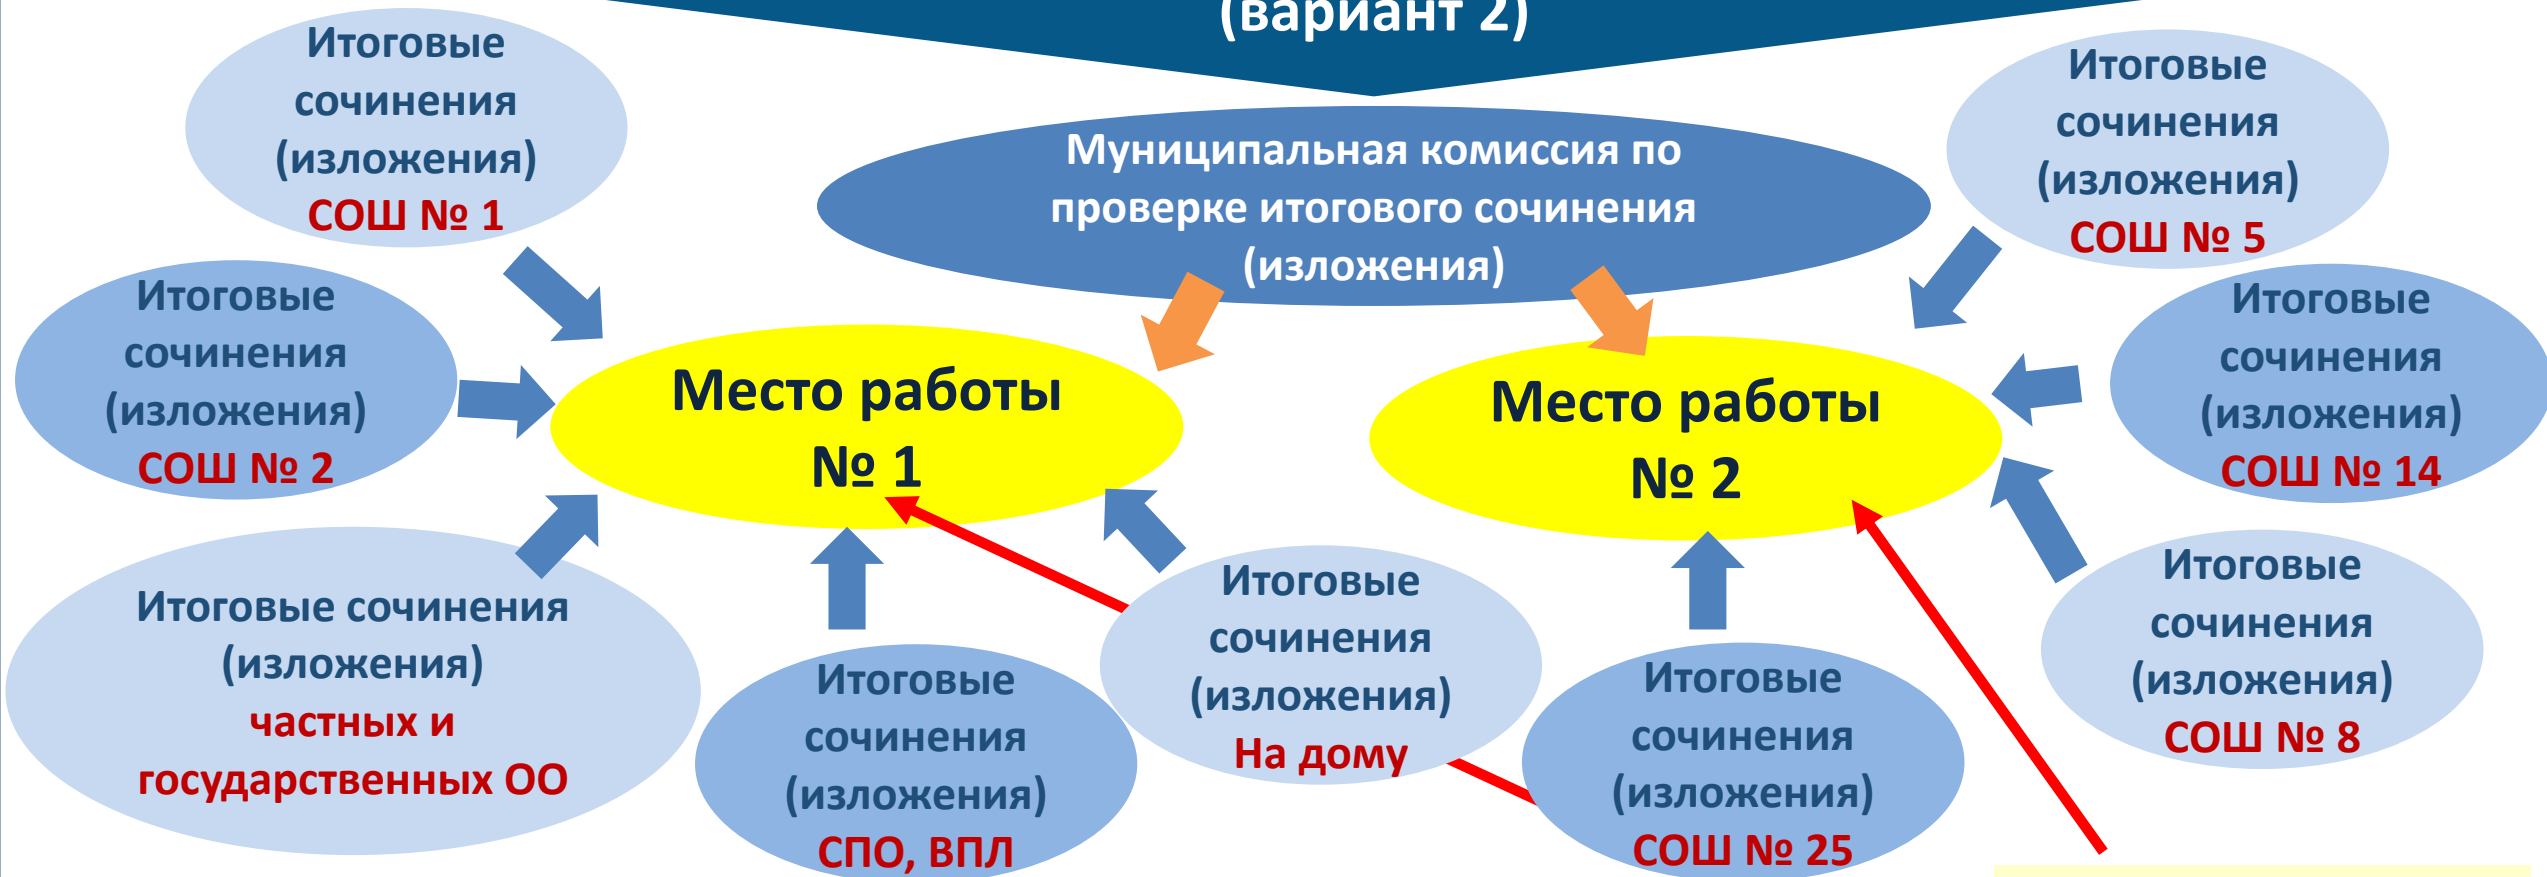 (вариант 2)
Итоговые
сочинения
(изложения)
СОШ № 1
Муниципальная комиссия по
проверке итогового сочинения
(изложения)
Итоговые
сочинения
(изложения)
СОШ № 5
Итоговые
сочинения
(изложения)
СОШ № 2
Место работы
№ 1
Место работы
№ 2
Итоговые
сочинения
(изложения)
СОШ № 14
Итоговые сочинения
(изложения)
частных и
государственных ОО
Итоговые
сочинения
(изложения)
СПО, ВПЛ
Итоговые
сочинения
(изложения)
На дому
Итоговые
сочинения
(изложения)
СОШ № 25
Итоговые
сочинения
(изложения)
СОШ № 8